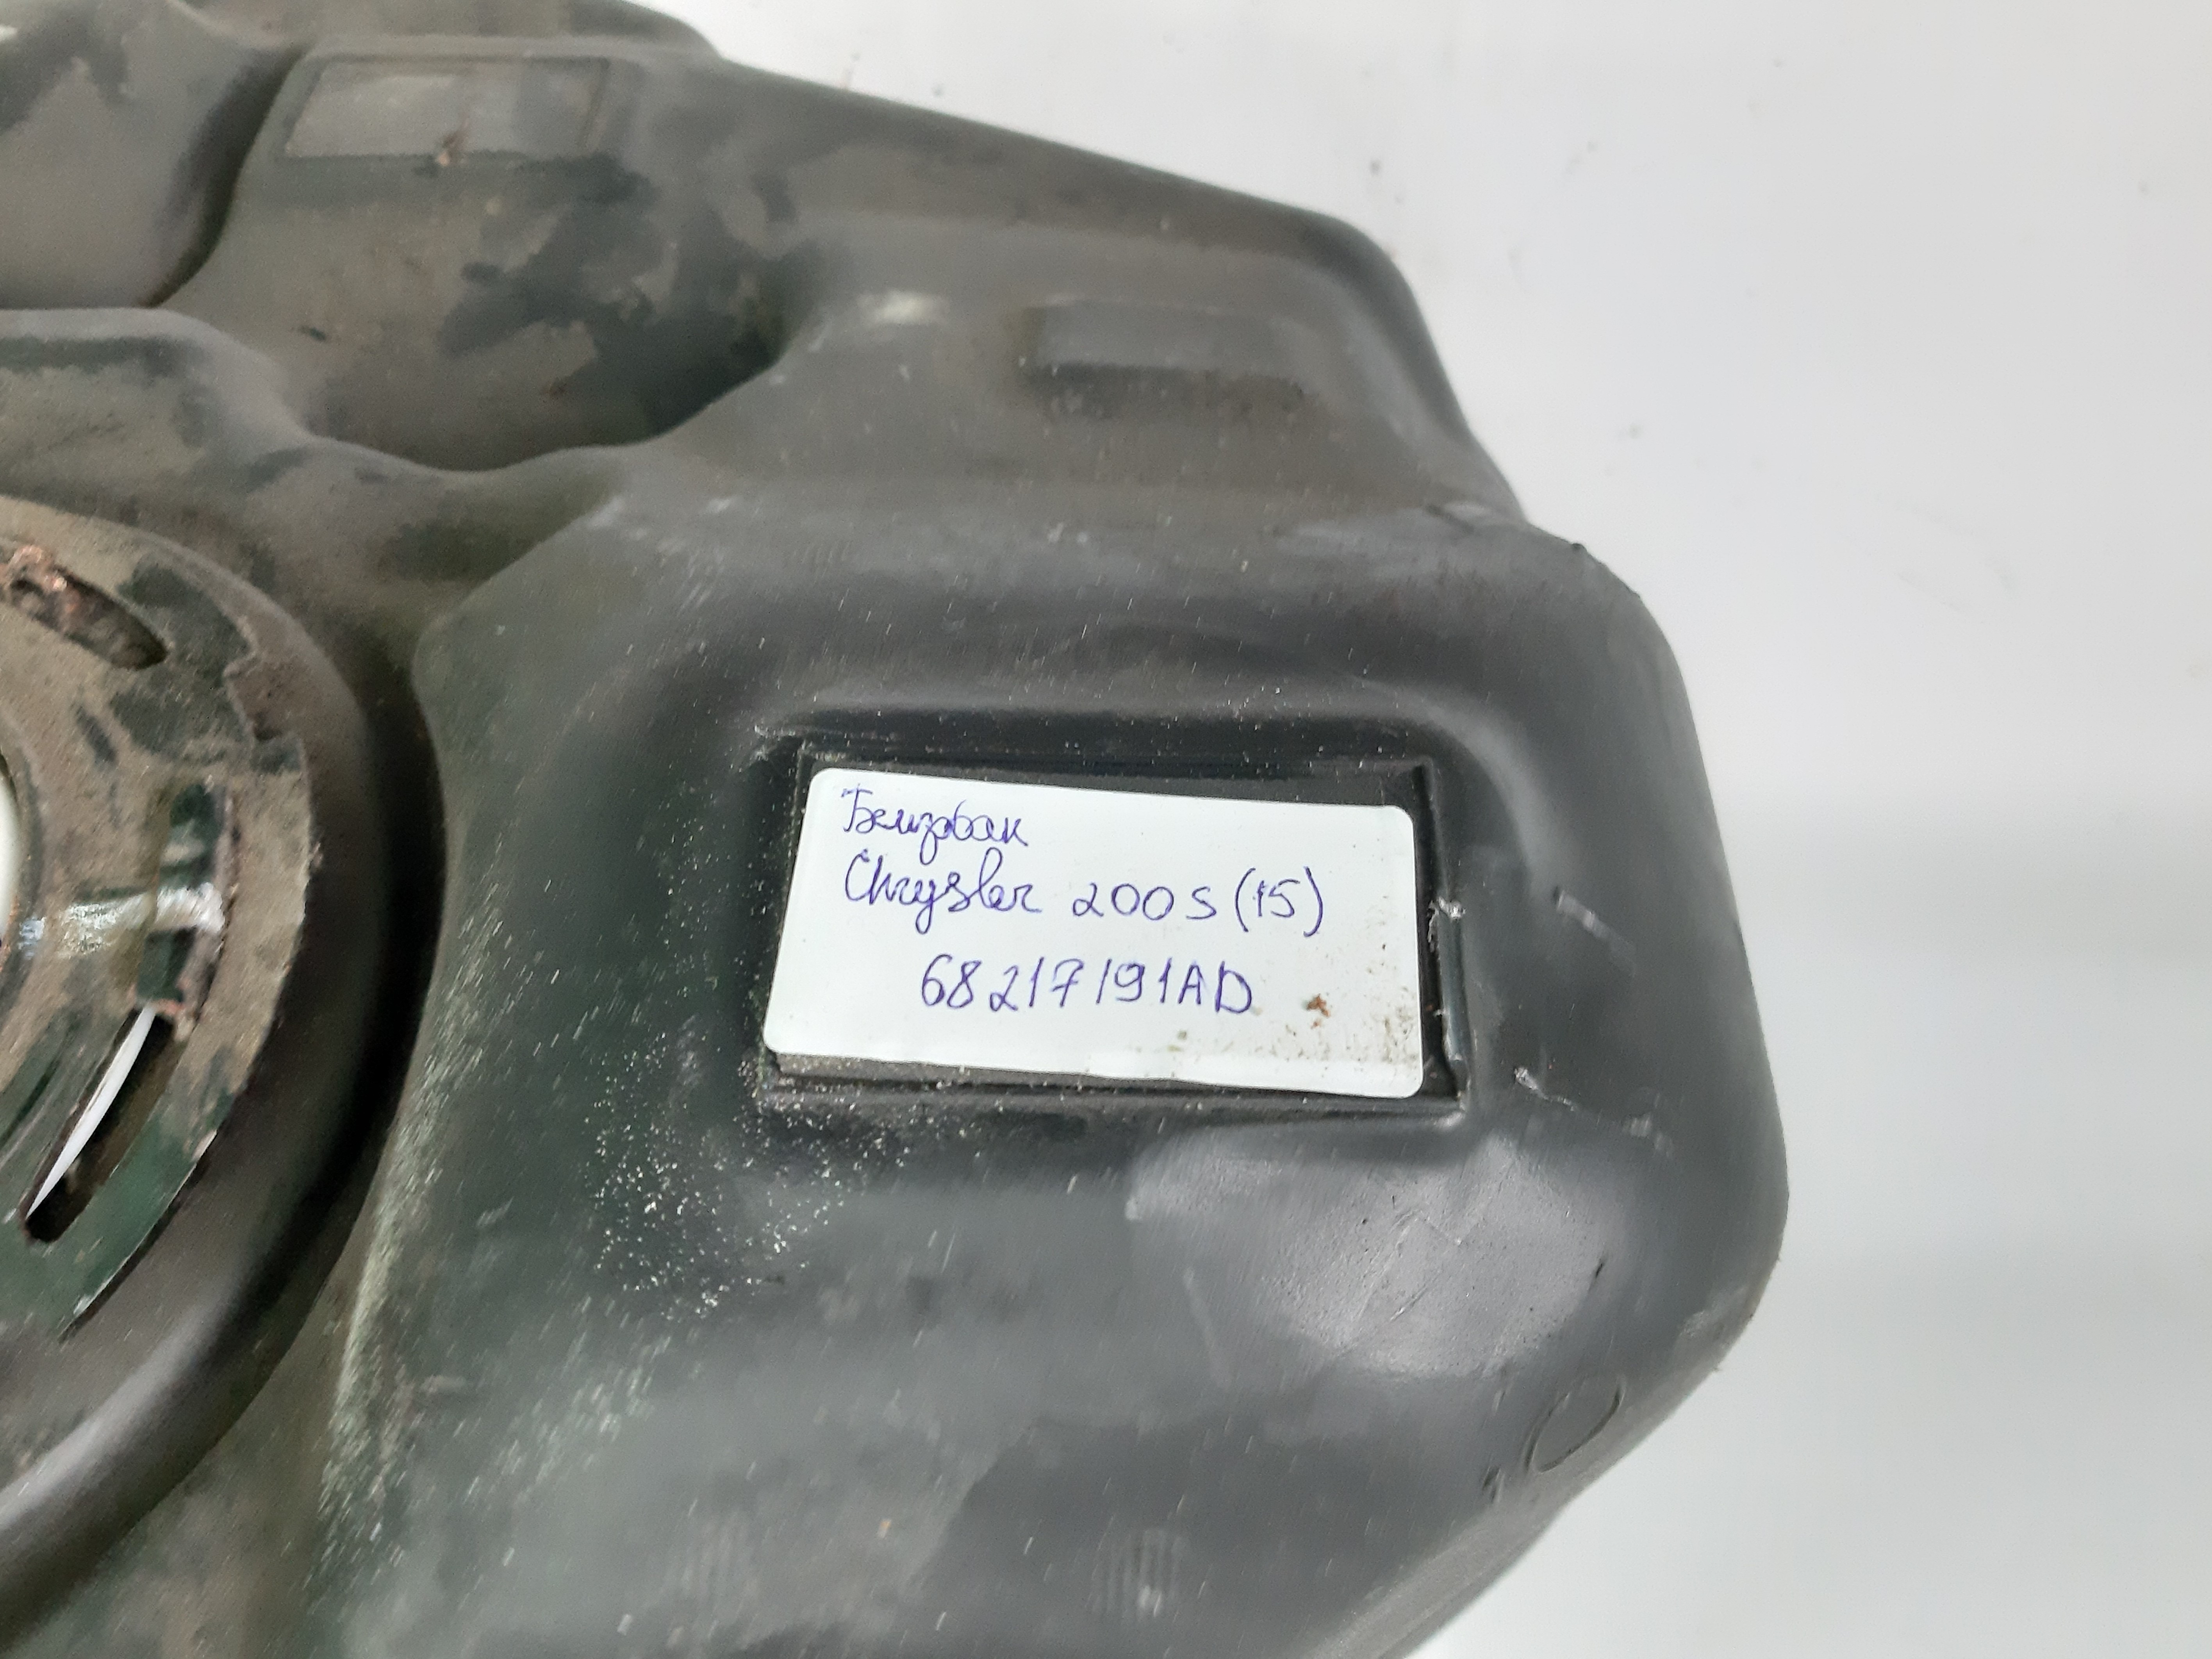 Бензобак
Chrysler 200s (15)
68217191AD